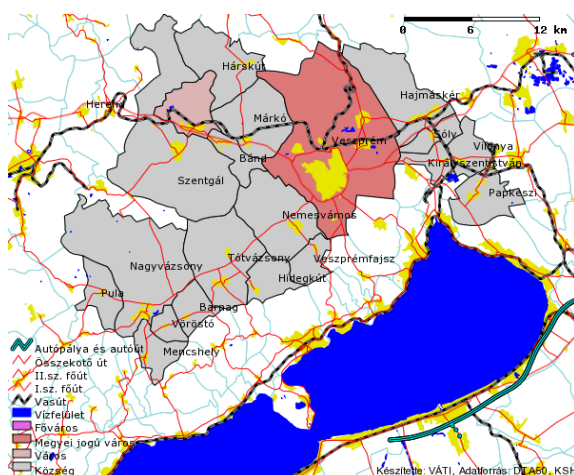 0 6 12 km
Hárskút
Hajmáskér
Herend
Márkó
Sóly
Veszprém
Vilonya
Bánd
Királyszentistván
Szentgál
Papkeszi
Nemesvámos
Tótvázsony
Veszprémfajsz
Nagyvázsony
Hidegkút
Pula
Barnag
Vöröstó
Mencshely
Autópálya és autóút
Összekotő út
II.sz. főút
I.sz. főút
Vasút
Vízfelület
Főváros
Megyei jogú város
Város
Község
Készítette: VÁTI, Adatforrás: DTA50, KSH